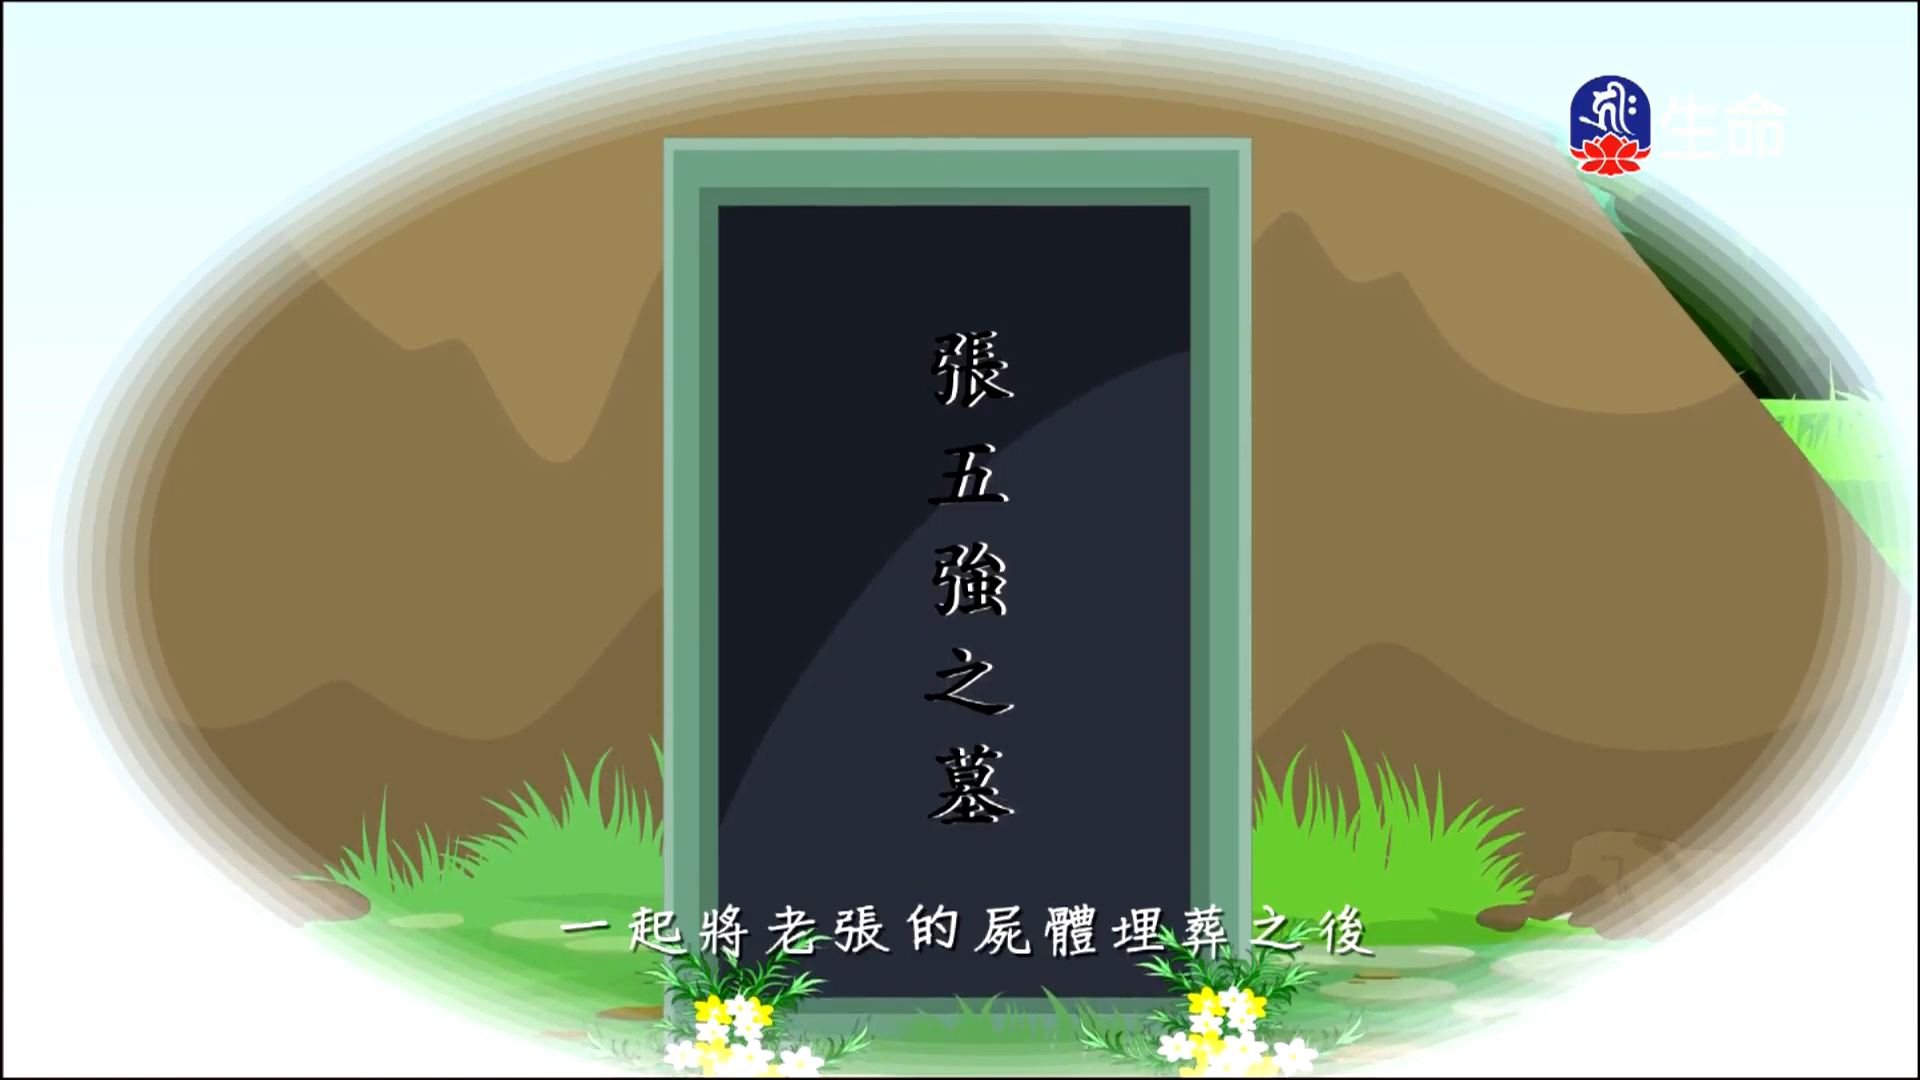 生命
張五強之墓
一起將老張的屍體埋葬之後